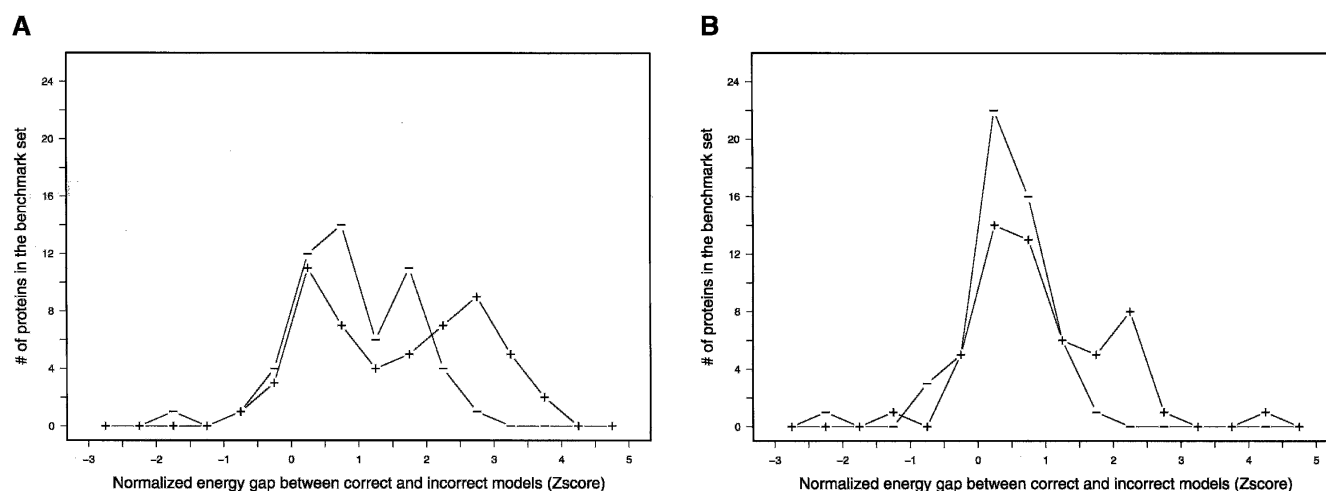 A
24
20
16
12
8
4
0
# of proteins in the benchmark set
−3 −2 −1 0 1 2 3 4 5
Normalized energy gap between correct and incorrect models (Zscore)
B
24
20
16
12
8
4
0
# of proteins in the benchmark set
−3 −2 −1 0 1 2 3 4 5
Normalized energy gap between correct and incorrect models (Zscore)